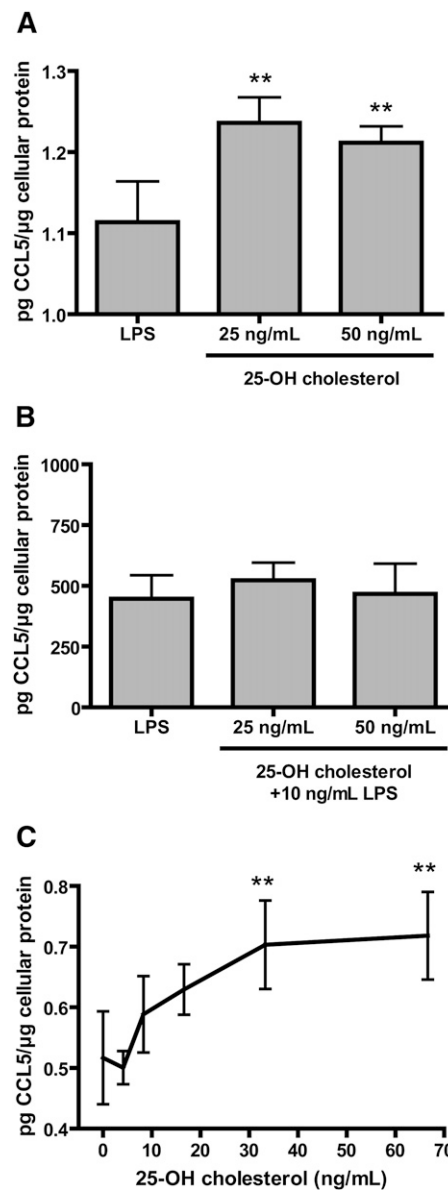 A
pg CCL5/µg cellular protein
1.3
1.2
1.1
1.0
**
**
LPS
25 ng/mL
50 ng/mL
25-OH cholesterol
B
pg CCL5/µg cellular protein
1000
750
500
250
0
LPS
25 ng/mL
50 ng/mL
25-OH cholesterol
+10 ng/mL LPS
C
pg CCL5/µg cellular protein
0.8
0.7
0.6
0.5
0.4
**
**
0 10 20 30 40 50 60 70
25-OH cholesterol (ng/mL)